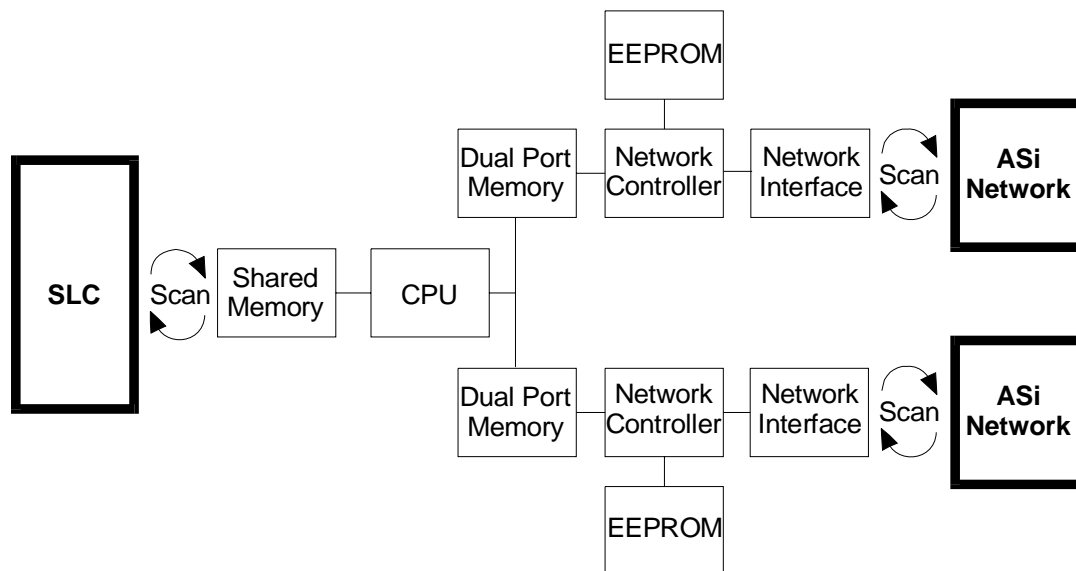 EEPROM
Dual Port
Memory
Network
Controller
Network
Interface
Scan
ASi
Network
SLC
Scan
Shared
Memory
CPU
Dual Port
Memory
Network
Controller
Network
Interface
Scan
ASi
Network
EEPROM